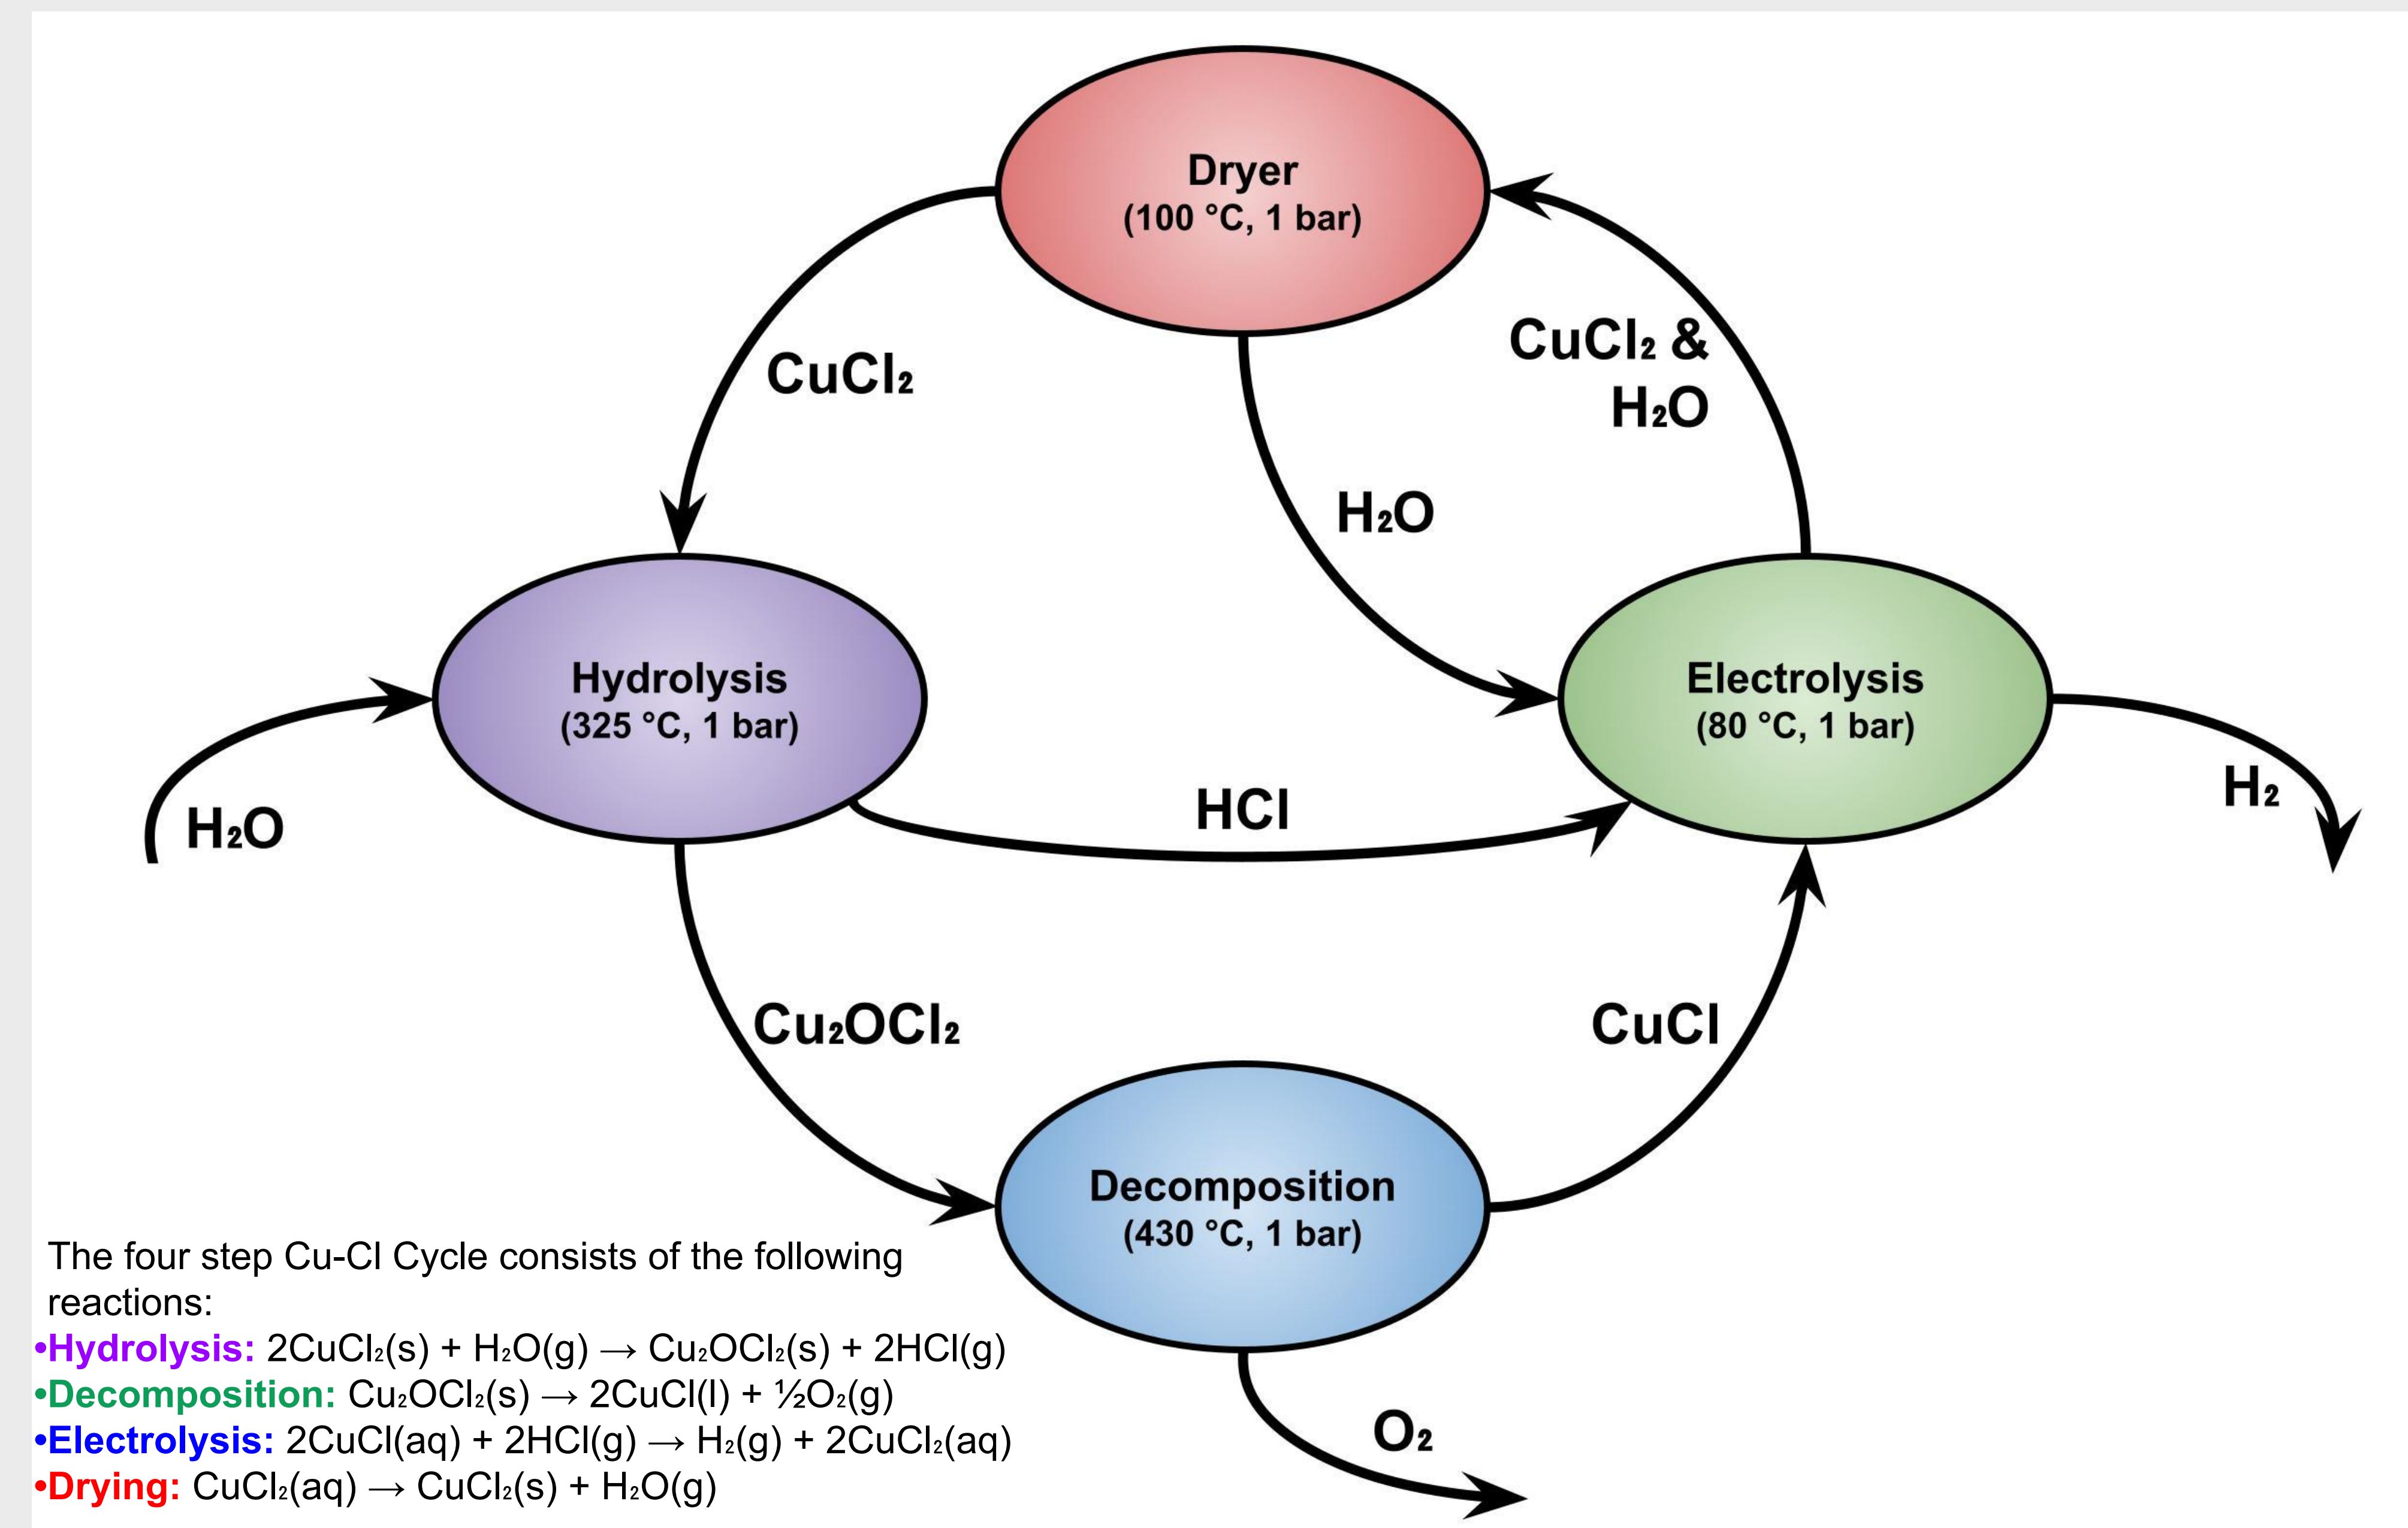 Dryer
(100 °C, 1 bar)
CuCl₂ &
H₂O
CuCl₂
H₂O
Hydrolysis
(325 °C, 1 bar)
Electrolysis
(80 °C, 1 bar)
H₂
HCl
H₂O
Cu₂OCl₂
CuCl
Decomposition
(430 °C, 1 bar)
O₂
The four step Cu-Cl Cycle consists of the following
reactions:
•Hydrolysis: 2CuCl₂(s) + H₂O(g) → Cu₂OCl₂(s) + 2HCl(g)
•Decomposition: Cu₂OCl₂(s) → 2CuCl(l) + ½O₂(g)
•Electrolysis: 2CuCl(aq) + 2HCl(g) → H₂(g) + 2CuCl₂(aq)
•Drying: CuCl₂(aq) → CuCl₂(s) + H₂O(g)